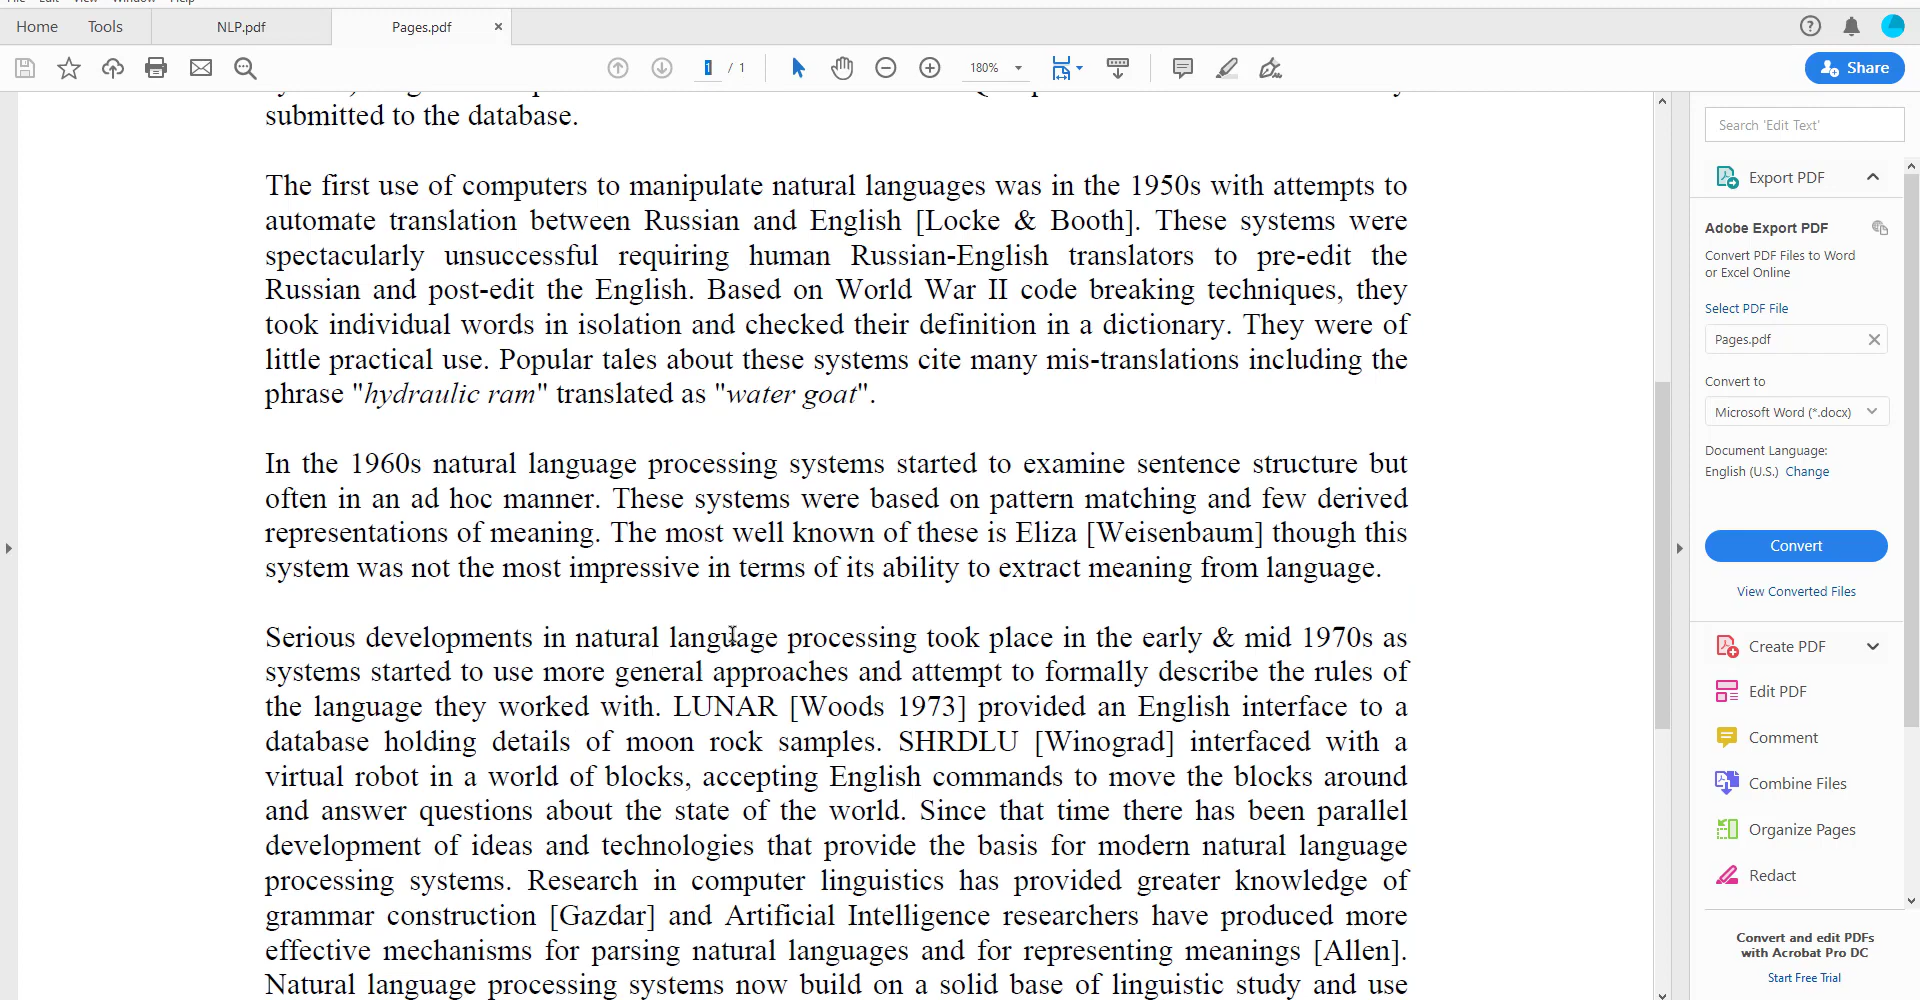 File Edit View Window Help
Home Tools NLP.pdf Pages.pdf
1 / 1 180% Share
submitted to the database.
The first use of computers to manipulate natural languages was in the 1950s with attempts to
automate translation between Russian and English [Locke & Booth]. These systems were
spectacularly unsuccessful requiring human Russian-English translators to pre-edit the
Russian and post-edit the English. Based on World War II code breaking techniques, they
took individual words in isolation and checked their definition in a dictionary. They were of
little practical use. Popular tales about these systems cite many mis-translations including the
phrase "hydraulic ram" translated as "water goat".
In the 1960s natural language processing systems started to examine sentence structure but
often in an ad hoc manner. These systems were based on pattern matching and few derived
representations of meaning. The most well known of these is Eliza [Weisenbaum] though this
system was not the most impressive in terms of its ability to extract meaning from language.
Serious developments in natural language processing took place in the early & mid 1970s as
systems started to use more general approaches and attempt to formally describe the rules of
the language they worked with. LUNAR [Woods 1973] provided an English interface to a
database holding details of moon rock samples. SHRDLU [Winograd] interfaced with a
virtual robot in a world of blocks, accepting English commands to move the blocks around
and answer questions about the state of the world. Since that time there has been parallel
development of ideas and technologies that provide the basis for modern natural language
processing systems. Research in computer linguistics has provided greater knowledge of
grammar construction [Gazdar] and Artificial Intelligence researchers have produced more
effective mechanisms for parsing natural languages and for representing meanings [Allen].
Natural language processing systems now build on a solid base of linguistic study and use
Search 'Edit Text'
Export PDF
Adobe Export PDF
Convert PDF Files to Word
or Excel Online
Select PDF File
Pages.pdf
Convert to
Microsoft Word (*.docx)
Document Language:
English (U.S.) Change
Convert
View Converted Files
Create PDF
Edit PDF
Comment
Combine Files
Organize Pages
Redact
Convert and edit PDFs
with Acrobat Pro DC
Start Free Trial